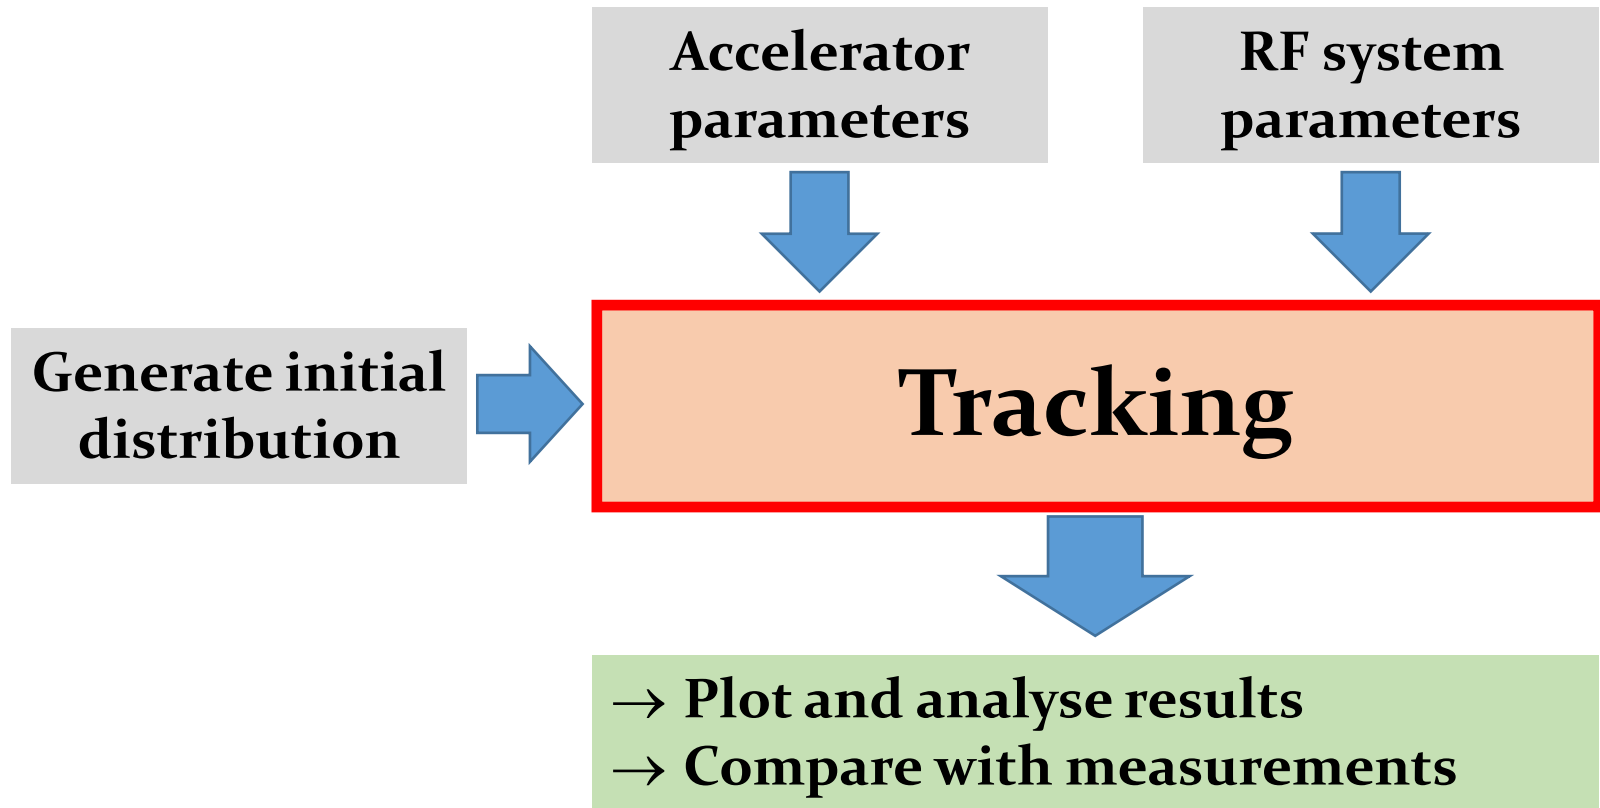 Accelerator
parameters
RF system
parameters
Generate initial
distribution
Tracking
→ Plot and analyse results
→ Compare with measurements